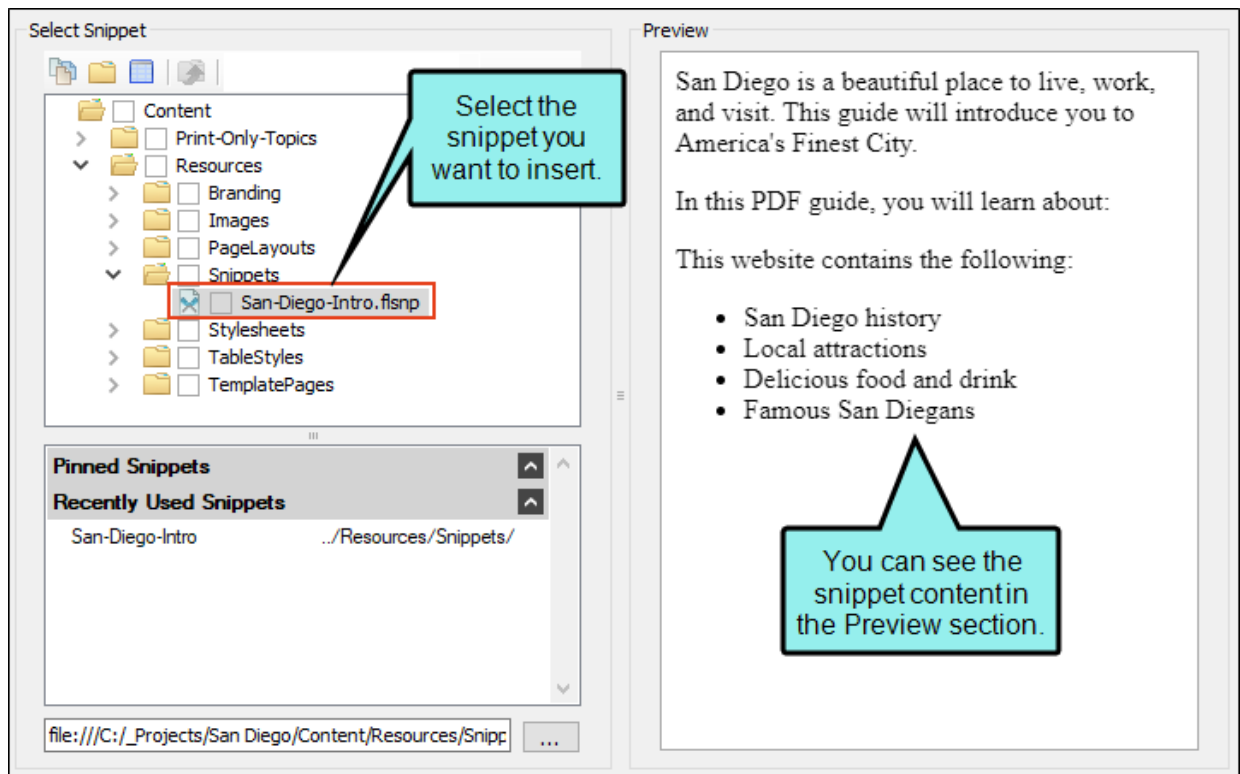 Select Snippet
Content
Print-Only-Topics
Resources
Branding
Images
PageLayouts
Snippets
San-Diego-Intro.flsnp
Stylesheets
TableStyles
TemplatePages
Select the
snippet you
want to insert.
Pinned Snippets
Recently Used Snippets
San-Diego-Intro ../Resources/Snippets/
file:///C:/_Projects/San Diego/Content/Resources/Snipp
...
Preview
San Diego is a beautiful place to live, work,
and visit. This guide will introduce you to
America's Finest City.
In this PDF guide, you will learn about:
This website contains the following:
• San Diego history
• Local attractions
• Delicious food and drink
• Famous San Diegans
You can see the
snippet content in
the Preview section.